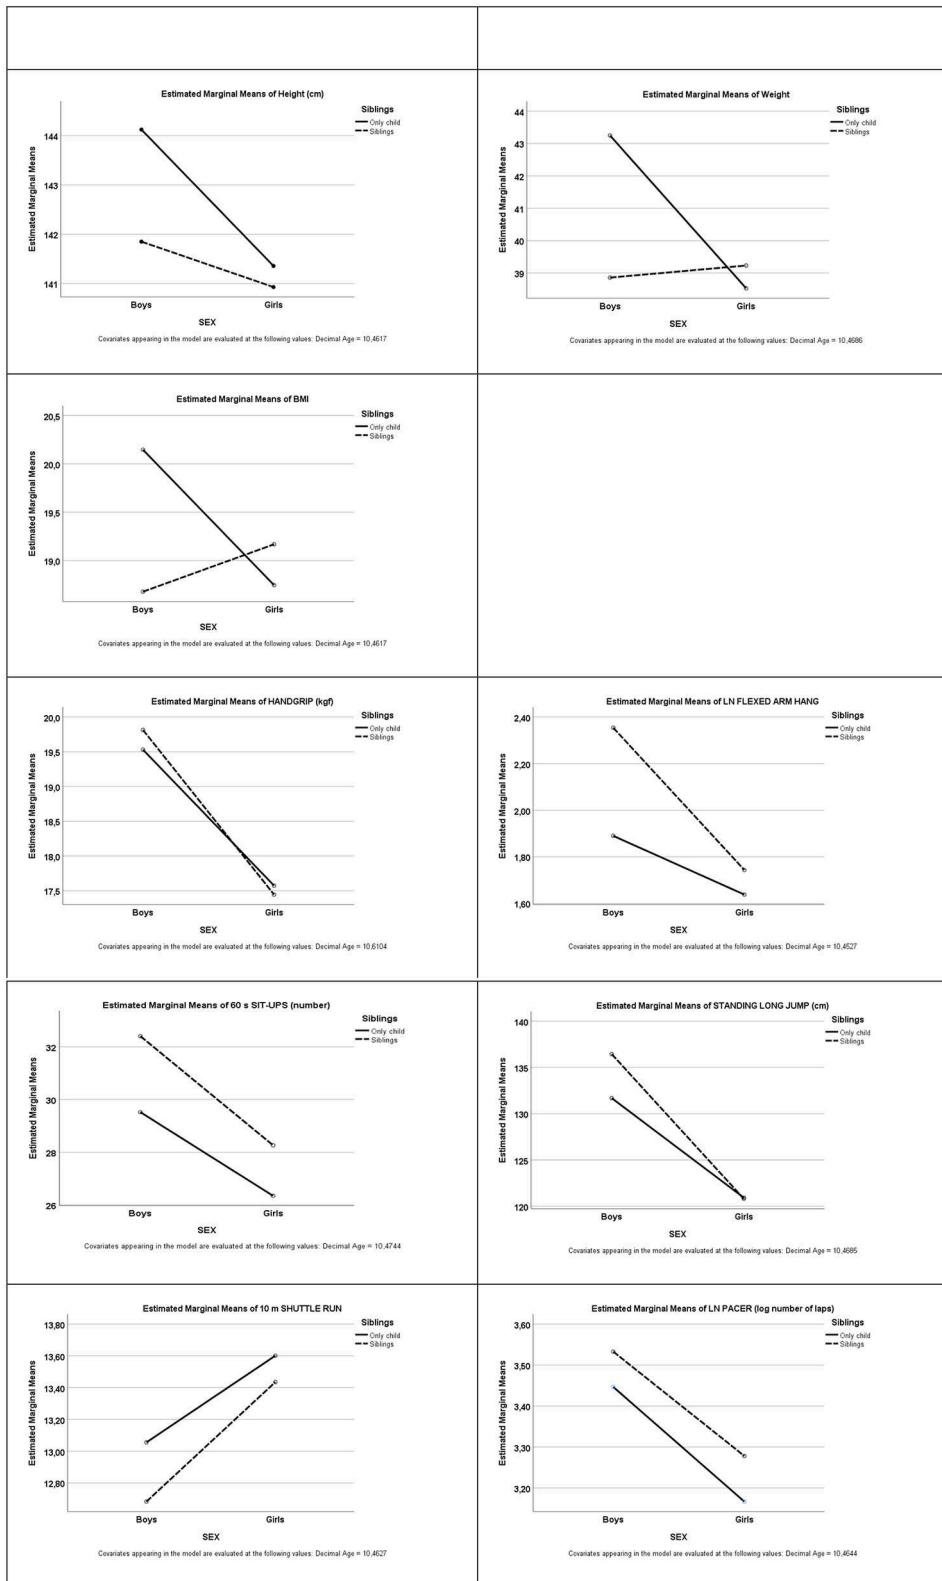 Estimated Marginal Means of Height (cm)
Siblings
Only child
Siblings
Estimated Marginal Means
144
143
142
141
Boys
Girls
SEX
Covariates appearing in the model are evaluated at the following values: Decimal Age = 10,4617
Estimated Marginal Means of Weight
Siblings
Only child
Siblings
Estimated Marginal Means
44
43
42
41
40
39
Boys
Girls
SEX
Covariates appearing in the model are evaluated at the following values: Decimal Age = 10,4686
Estimated Marginal Means of BMI
Siblings
Only child
Siblings
Estimated Marginal Means
20,5
20,0
19,5
19,0
Boys
Girls
SEX
Covariates appearing in the model are evaluated at the following values: Decimal Age = 10,4617
Estimated Marginal Means of HANDGRIP (kgf)
Siblings
Only child
Siblings
Estimated Marginal Means
20,0
19,5
19,0
18,5
18,0
17,5
Boys
Girls
SEX
Covariates appearing in the model are evaluated at the following values: Decimal Age = 10,6104
Estimated Marginal Means of LN FLEXED ARM HANG
Siblings
Only child
Siblings
Estimated Marginal Means
2,40
2,20
2,00
1,80
1,60
Boys
Girls
SEX
Covariates appearing in the model are evaluated at the following values: Decimal Age = 10,4527
Estimated Marginal Means of 60 s SIT-UPS (number)
Siblings
Only child
Siblings
Estimated Marginal Means
32
30
28
26
Boys
Girls
SEX
Covariates appearing in the model are evaluated at the following values: Decimal Age = 10,4744
Estimated Marginal Means of STANDING LONG JUMP (cm)
Siblings
Only child
Siblings
Estimated Marginal Means
140
135
130
125
120
Boys
Girls
SEX
Covariates appearing in the model are evaluated at the following values: Decimal Age = 10,4685
Estimated Marginal Means of 10 m SHUTTLE RUN
Siblings
Only child
Siblings
Estimated Marginal Means
13,80
13,60
13,40
13,20
13,00
12,80
Boys
Girls
SEX
Covariates appearing in the model are evaluated at the following values: Decimal Age = 10,4627
Estimated Marginal Means of LN PACER (log number of laps)
Siblings
Only child
Siblings
Estimated Marginal Means
3,60
3,50
3,40
3,30
3,20
Boys
Girls
SEX
Covariates appearing in the model are evaluated at the following values: Decimal Age = 10,4644